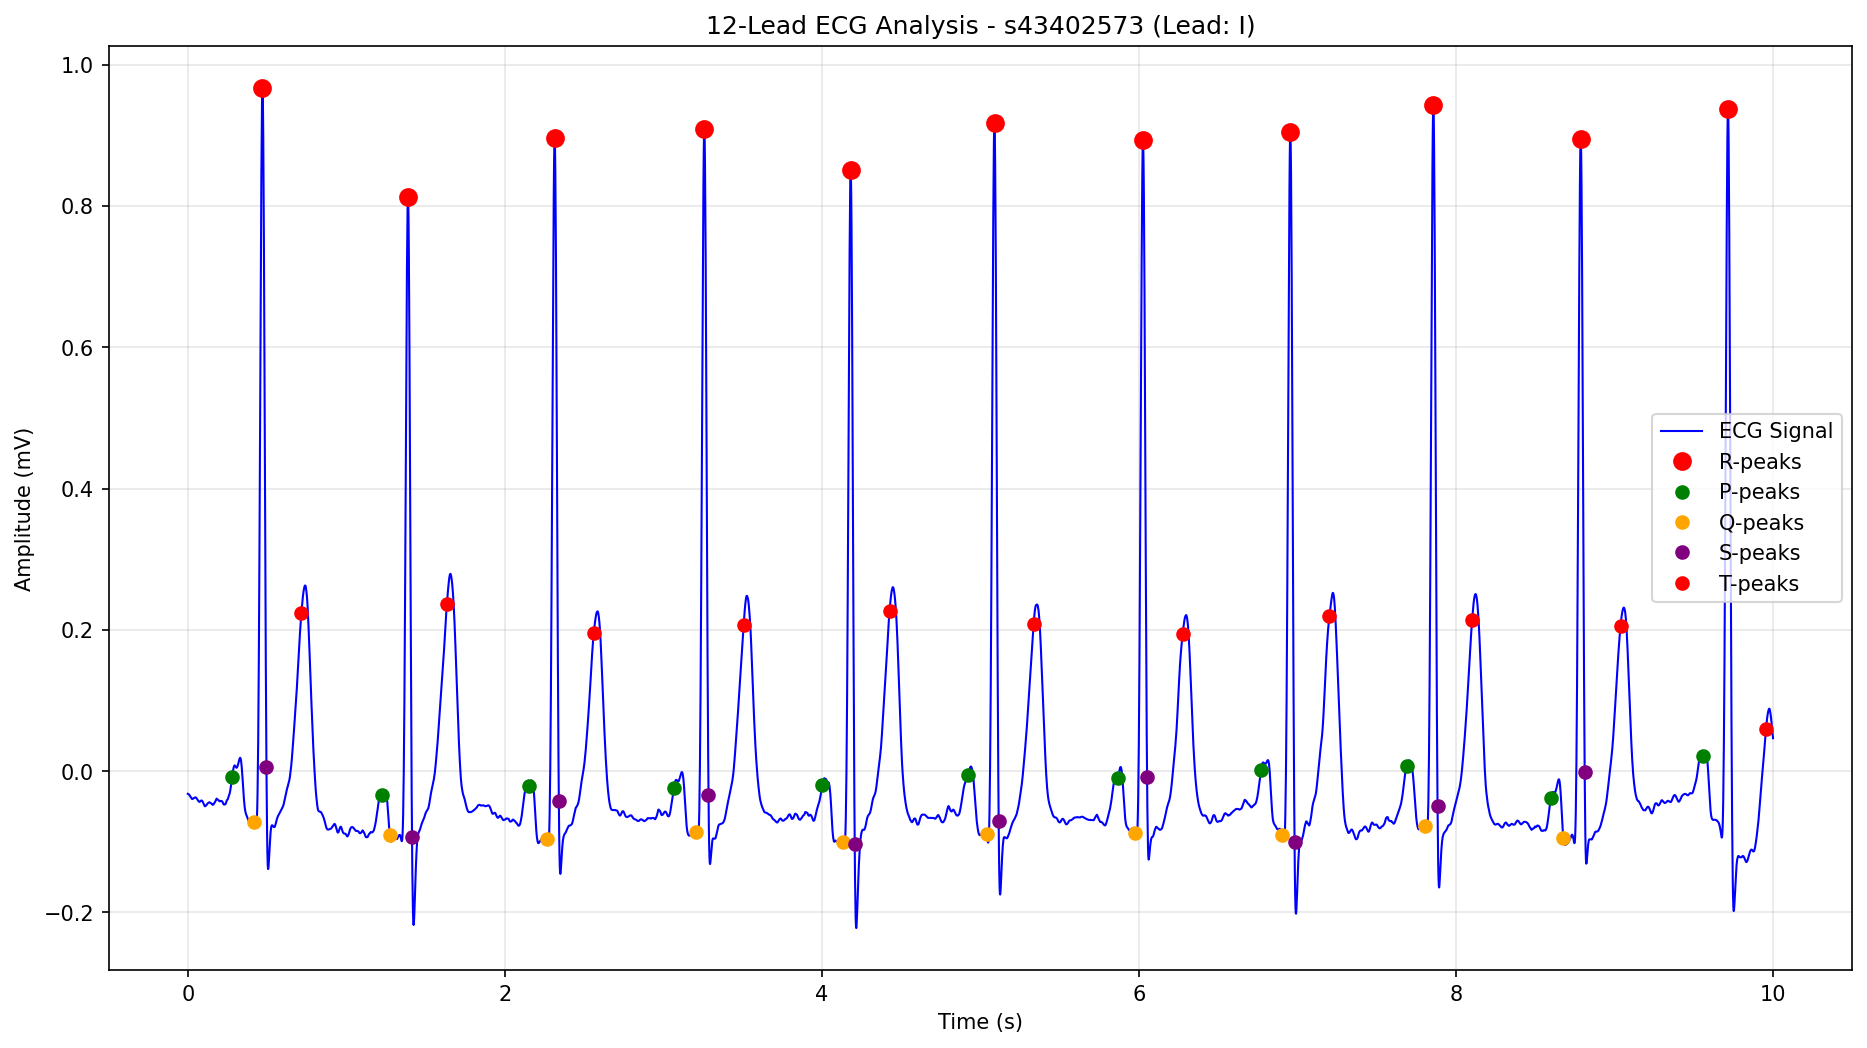 12-Lead ECG Analysis - s43402573 (Lead: I)
Amplitude (mV)
1.0
0.8
0.6
0.4
0.2
0.0
−0.2
ECG Signal
R-peaks
P-peaks
Q-peaks
S-peaks
T-peaks
0 2 4 6 8 10
Time (s)